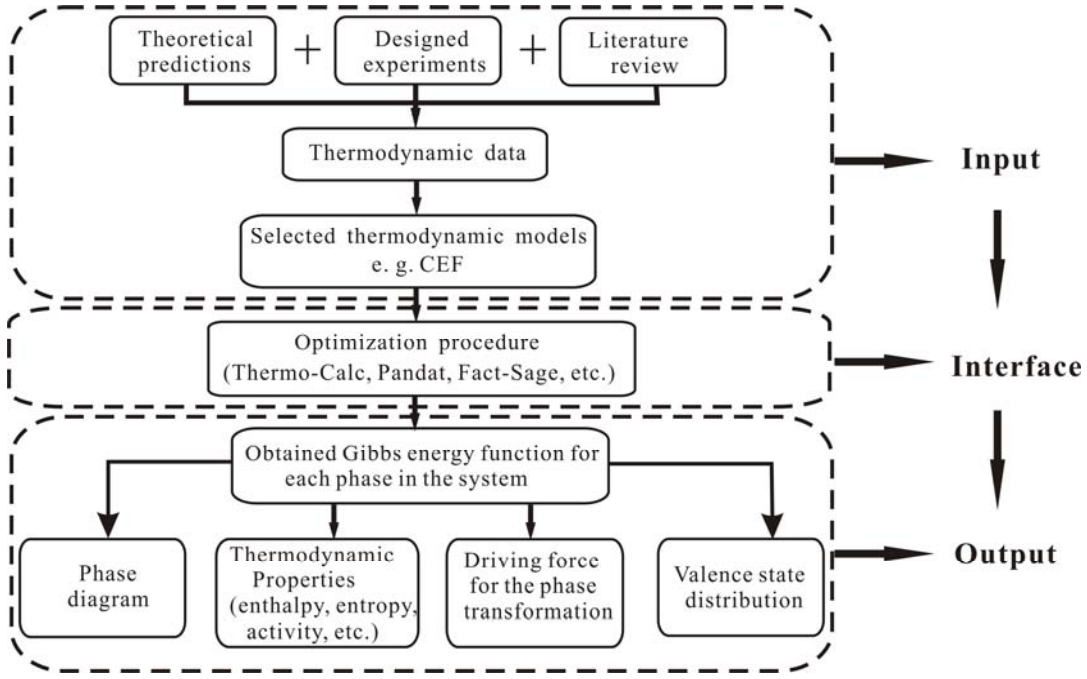 Theoretical
predictions
+
Designed
experiments
+
Literature
review
Thermodynamic data
Input
Selected thermodynamic models
e. g. CEF
Optimization procedure
(Thermo-Calc, Pandat, Fact-Sage, etc.)
Interface
Obtained Gibbs energy function for
each phase in the system
Phase
diagram
Thermodynamic
Properties
(enthalpy, entropy,
activity, etc.)
Driving force
for the phase
transformation
Valence state
distribution
Output